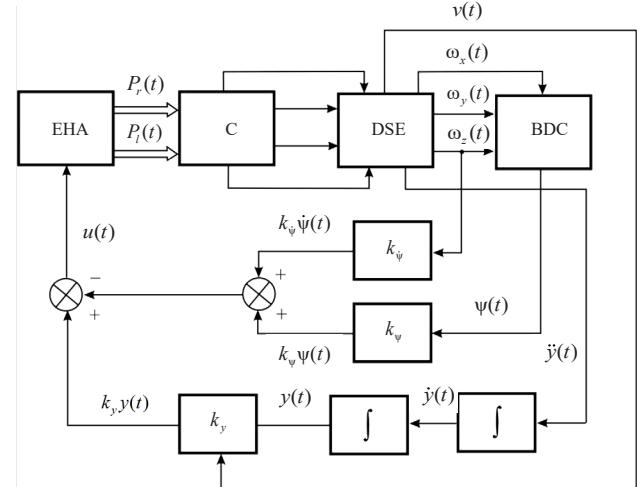 v(t)
ω_x(t)
P_r(t)
ω_y(t)
EHA
C
DSE
BDC
P_l(t)
ω_z(t)
k_ψ̇ ψ̇(t)
u(t)
k_ψ̇
−
+
+
+
ψ(t)
k_ψ
k_ψ ψ(t)
ÿ(t)
k_y y(t)
y(t)
ẏ(t)
k_y
∫
∫